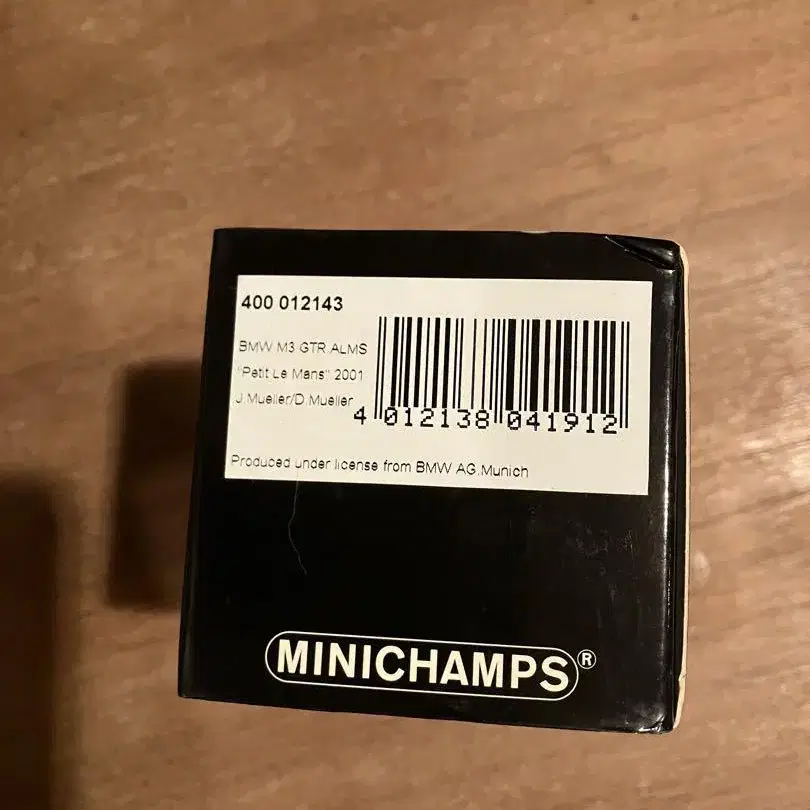 400 012143
BMW M3 GTR ALMS
"Petit Le Mans" 2001
J.Mueller/D.Mueller
4 012138 041912
Produced under license from BMW AG.Munich
MINICHAMPS®